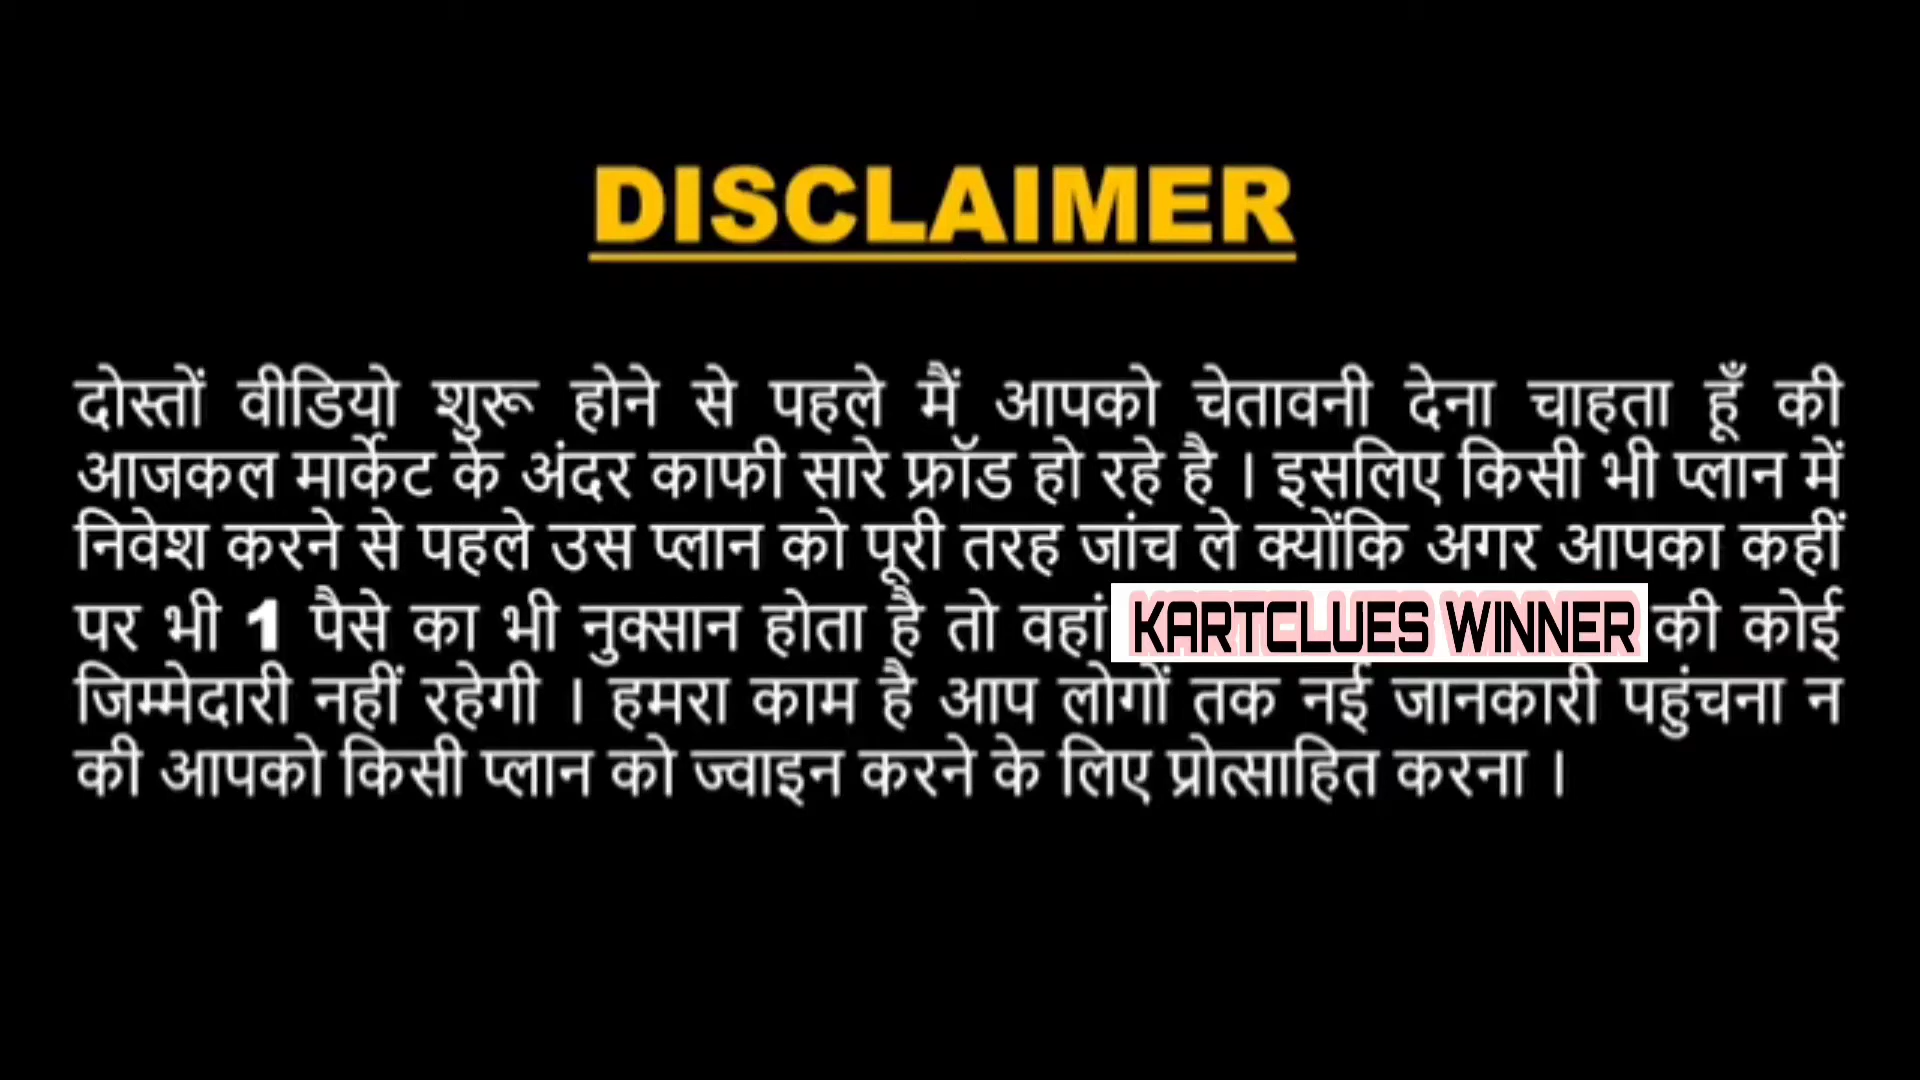 DISCLAIMER
दोस्तों वीडियो शुरू होने से पहले मैं आपको चेतावनी देना चाहता हूँ की
आजकल मार्केट के अंदर काफी सारे फ्रॉड हो रहे है । इसलिए किसी भी प्लान में
निवेश करने से पहले उस प्लान को पूरी तरह जांच ले क्योंकि अगर आपका कहीं
पर भी 1 पैसे का भी नुक्सान होता है तो वहां KARTCLUES WINNER की कोई
जिम्मेदारी नहीं रहेगी । हमरा काम है आप लोगों तक नई जानकारी पहुंचना न
की आपको किसी प्लान को ज्वाइन करने के लिए प्रोत्साहित करना ।